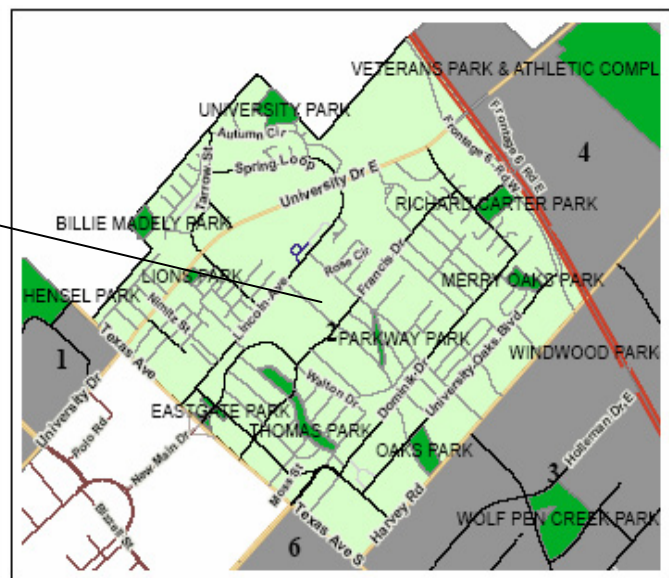 VETERANS PARK & ATHLETIC COMPL
UNIVERSITY PARK
Autumn Cir
Frontage 6 Rd E
Frontage 6 Rd W
4
Spring Loop
Tarrow St
University Dr E
RICHARD CARTER PARK
BILLIE MADELY PARK
Rose Cir
Francis Dr
LIONS PARK
MERRY OAKS PARK
HENSEL PARK
Nimitz St
Lincoln Ave
2
PARKWAY PARK
University Oaks Blvd
1
Texas Ave
WINDWOOD PARK
Walton Dr
Dominik Dr
University Dr
EASTGATE PARK
Polo Rd
THOMAS PARK
New Main Dr
OAKS PARK
Holleman Dr E
Moss St
3
Bizzell St
Harvey Rd
WOLF PEN CREEK PARK
Texas Ave S
6